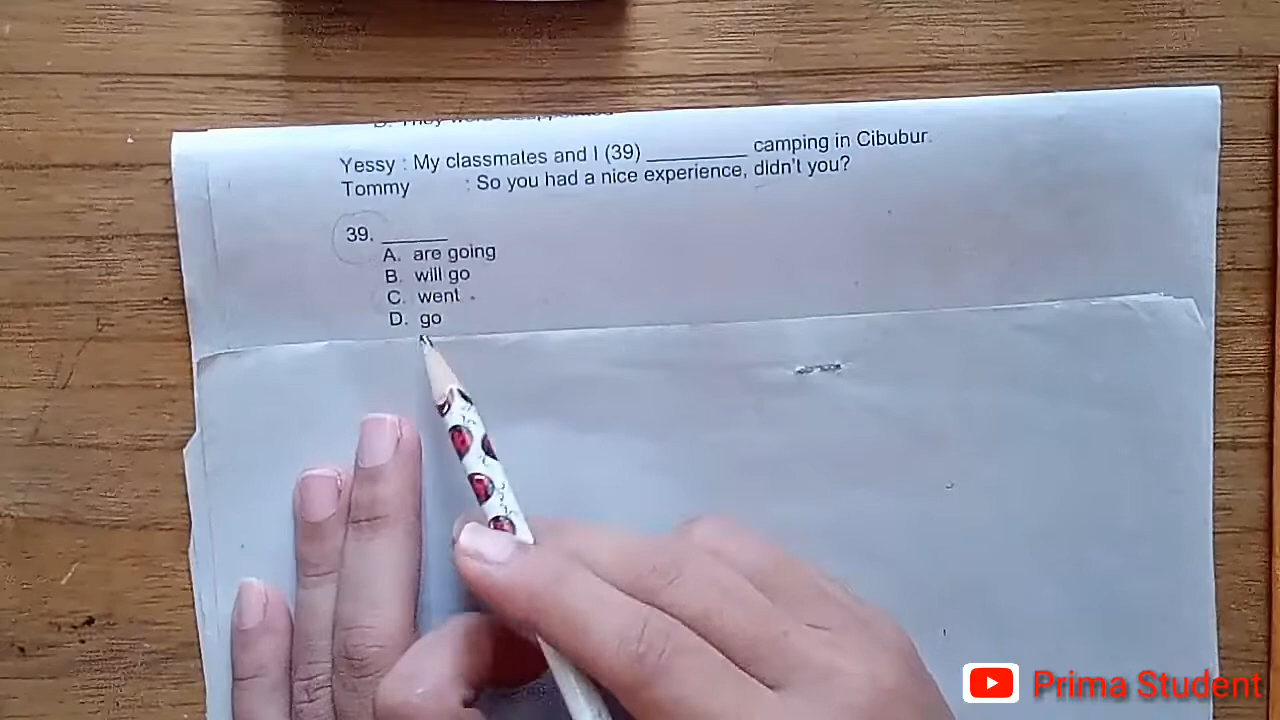 Yessy : My classmates and I (39) __________ camping in Cibubur.
Tommy : So you had a nice experience, didn't you?
39. ______
A. are going
B. will go
C. went
D. go
Prima Student